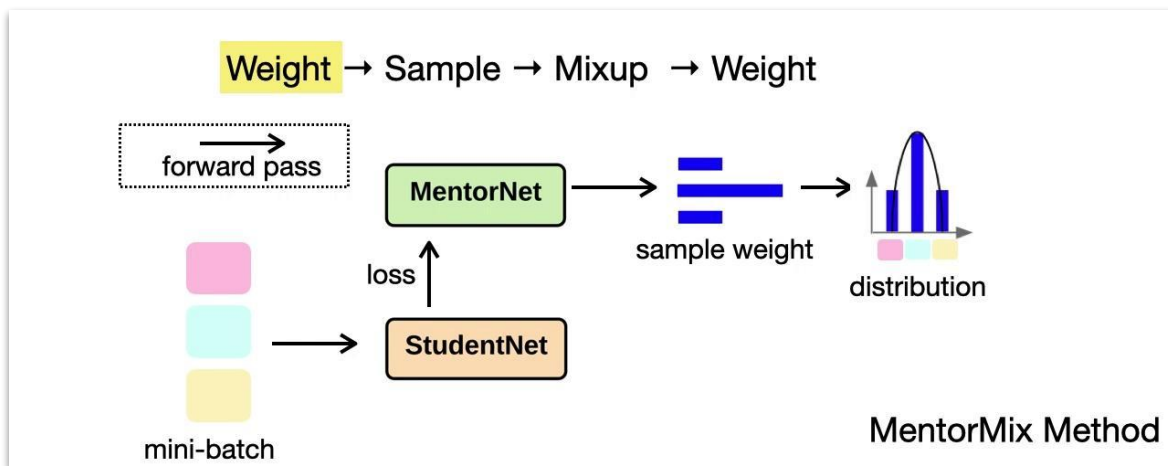 Weight → Sample → Mixup → Weight
forward pass
MentorNet
sample weight
distribution
loss
StudentNet
mini-batch
MentorMix Method